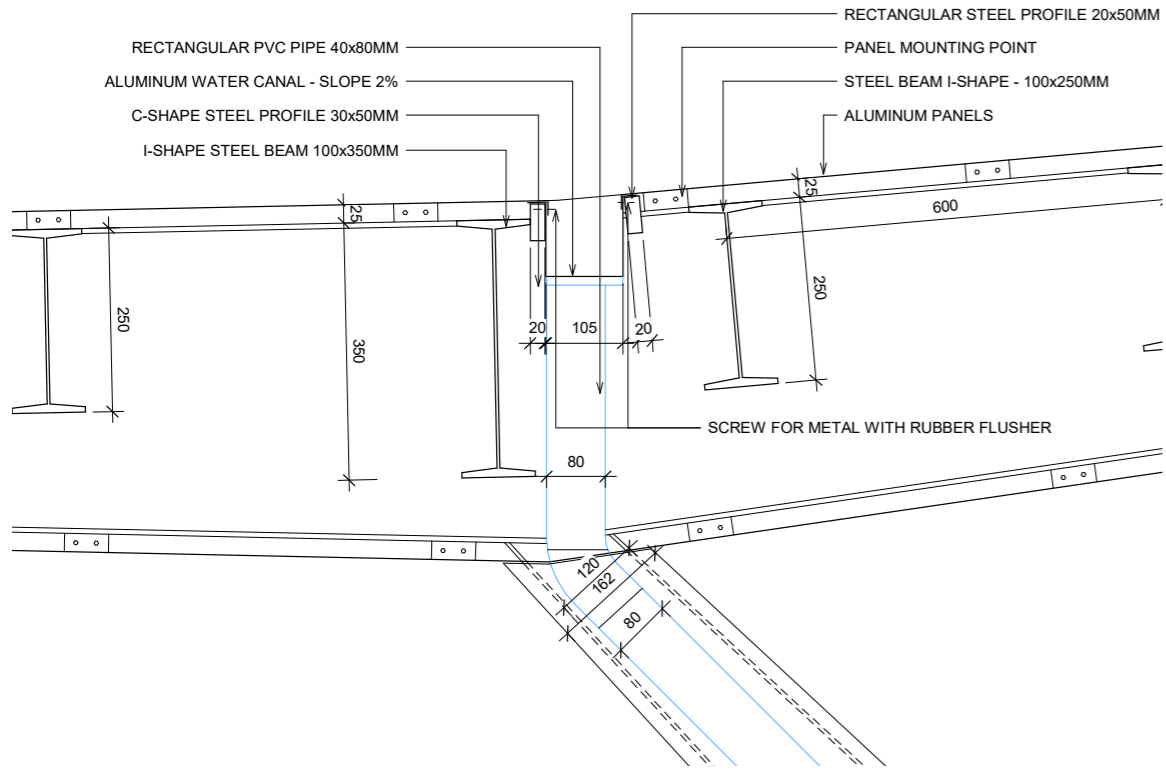 RECTANGULAR STEEL PROFILE 20x50MM
RECTANGULAR PVC PIPE 40x80MM
PANEL MOUNTING POINT
ALUMINUM WATER CANAL - SLOPE 2%
STEEL BEAM I-SHAPE - 100x250MM
C-SHAPE STEEL PROFILE 30x50MM
ALUMINUM PANELS
I-SHAPE STEEL BEAM 100x350MM
25
25
600
250
250
350
20
105
20
SCREW FOR METAL WITH RUBBER FLUSHER
80
120
162
80